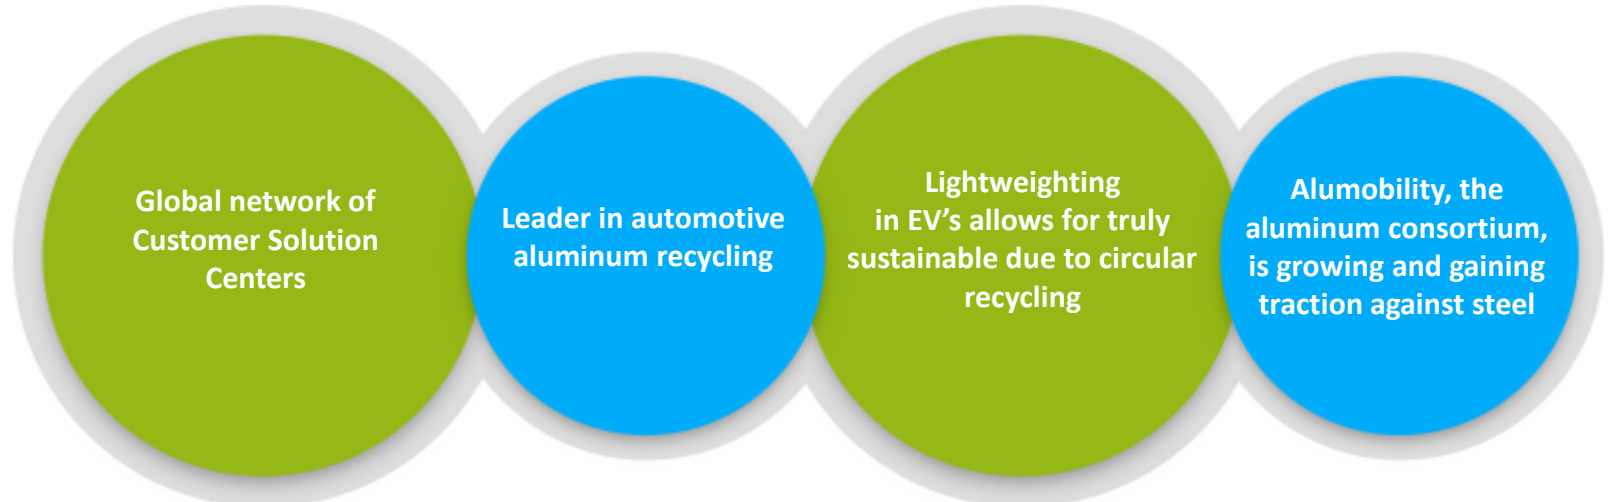 Global network of
Customer Solution
Centers
Leader in automotive
aluminum recycling
Lightweighting
in EV’s allows for truly
sustainable due to circular
recycling
Alumobility, the
aluminum consortium,
is growing and gaining
traction against steel